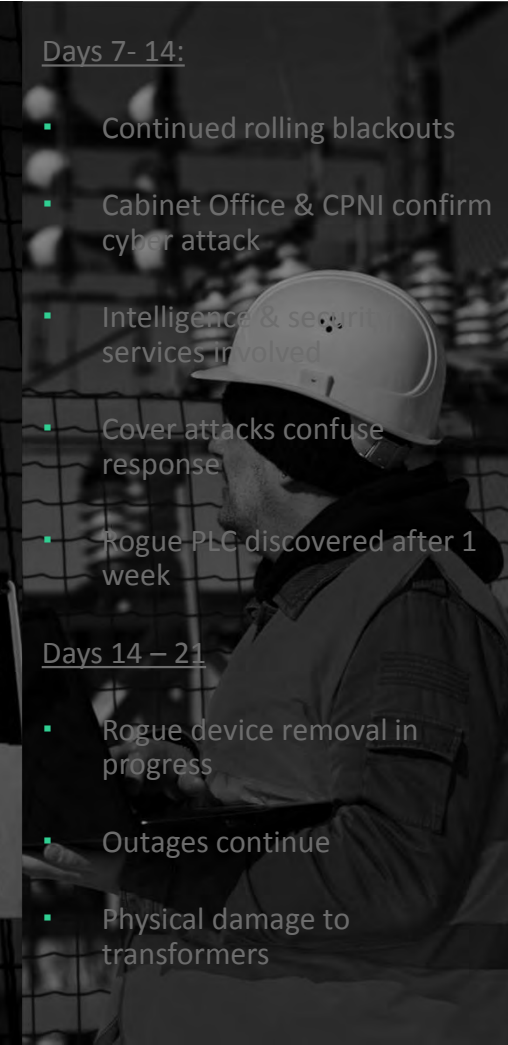 Days 7- 14:
▪ Continued rolling blackouts
▪ Cabinet Office & CPNI confirm
cyber attack
▪ Intelligence & security
services involved
▪ Cover attacks confuse
response
▪ Rogue PLC discovered after 1
week
Days 14 – 21
▪ Rogue device removal in
progress
▪ Outages continue
▪ Physical damage to
transformers